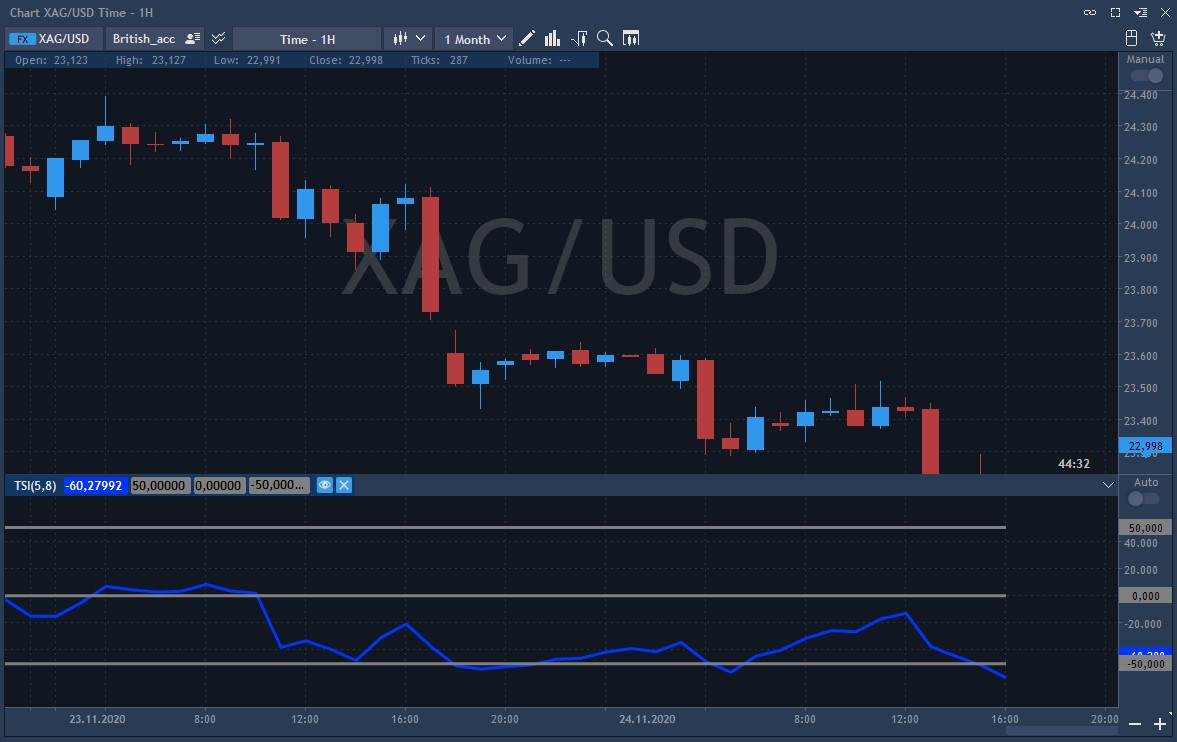 Chart XAG/USD Time - 1H
FX XAG/USD British_acc Time - 1H 1 Month
Open: 23,123 High: 23,127 Low: 22,991 Close: 22,998 Ticks: 287 Volume: ---
Manual
24.400
24.300
24.200
24.100
24.000
23.900
23.800
23.700
23.600
23.500
23.400
22,998
XAG/USD
44:32
TSI(5,8) -60,27992 50,00000 0,00000 -50,000...
Auto
50,000
40.000
20.000
0,000
-20.000
-50,000
23.11.2020 8:00 12:00 16:00 20:00 24.11.2020 8:00 12:00 16:00 20:00